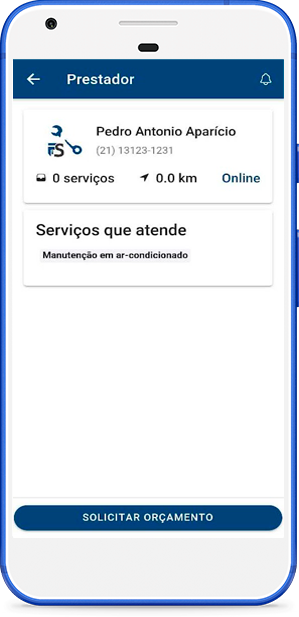 Prestador
Pedro Antonio Aparício
(21) 13123-1231
FS
0 serviços 0.0 km Online
Serviços que atende
Manutenção em ar-condicionado
SOLICITAR ORÇAMENTO